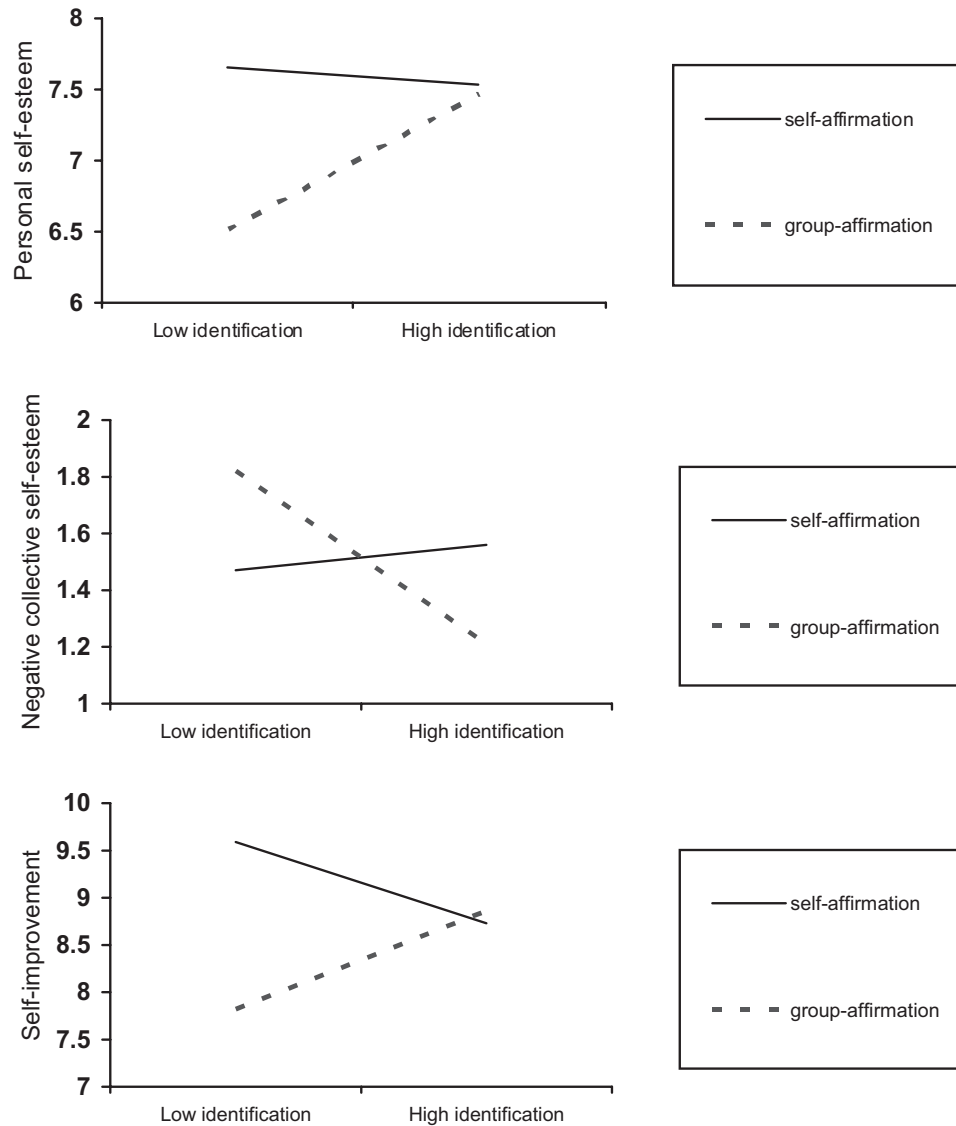 Personal self-esteem
8
7.5
7
6.5
6
Low identification
High identification
self-affirmation
group-affirmation
Negative collective self-esteem
2
1.8
1.6
1.4
1.2
1
Low identification
High identification
self-affirmation
group-affirmation
Self-improvement
10
9.5
9
8.5
8
7.5
7
Low identification
High identification
self-affirmation
group-affirmation